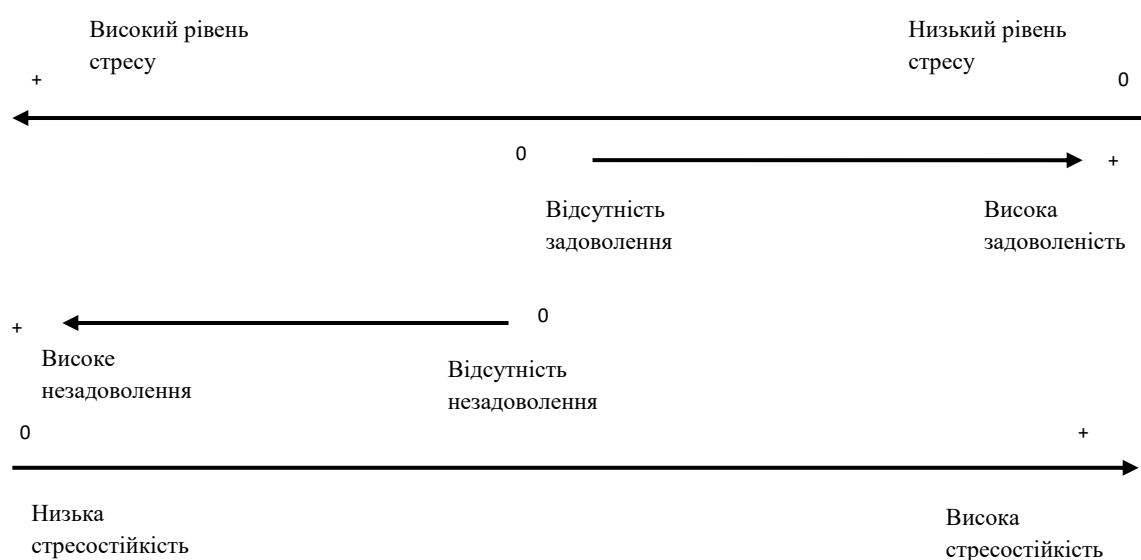 Високий рівень
стресу
Низький рівень
стресу
+
0
0
+
Відсутність
задоволення
Висока
задоволеність
+
0
Високе
незадоволення
Відсутність
незадоволення
0
+
Низька
стресостійкість
Висока
стресостійкість